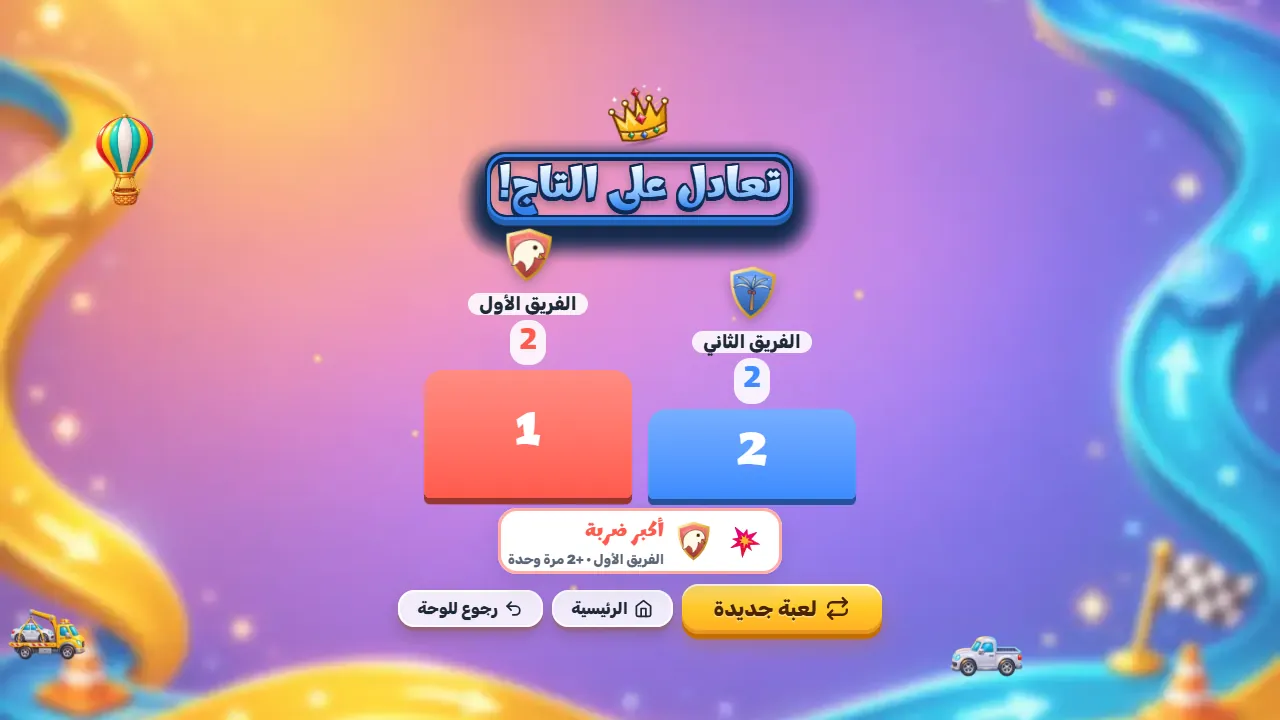 تعادل على التاج!
الفريق الأول
2
1
الفريق الثاني
2
2
أكبر ضربة
الفريق الأول • +2 مرة وحدة
لعبة جديدة
الرئيسية
رجوع للوحة